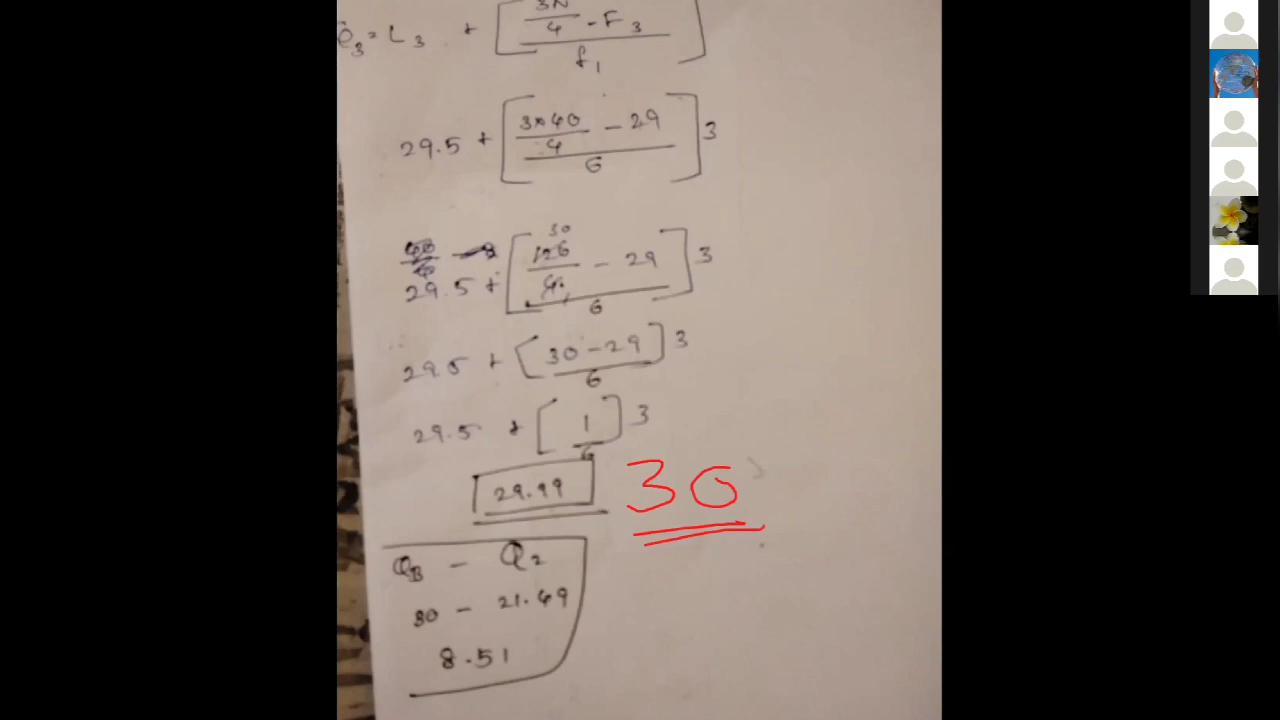 Q₃ = L₃ + [ 3N/4 - F₃ / f₁ ]
29.5 + [ 3×40/4 - 29 / 6 ] 3
30
29.5 + [ 120/4 - 29 / 6 ] 3
29.5 + [ 30 - 29 / 6 ] 3
29.5 + [ 1/6 ] 3
29.99 30
Q₃ - Q₂
30 - 21.49
8.51